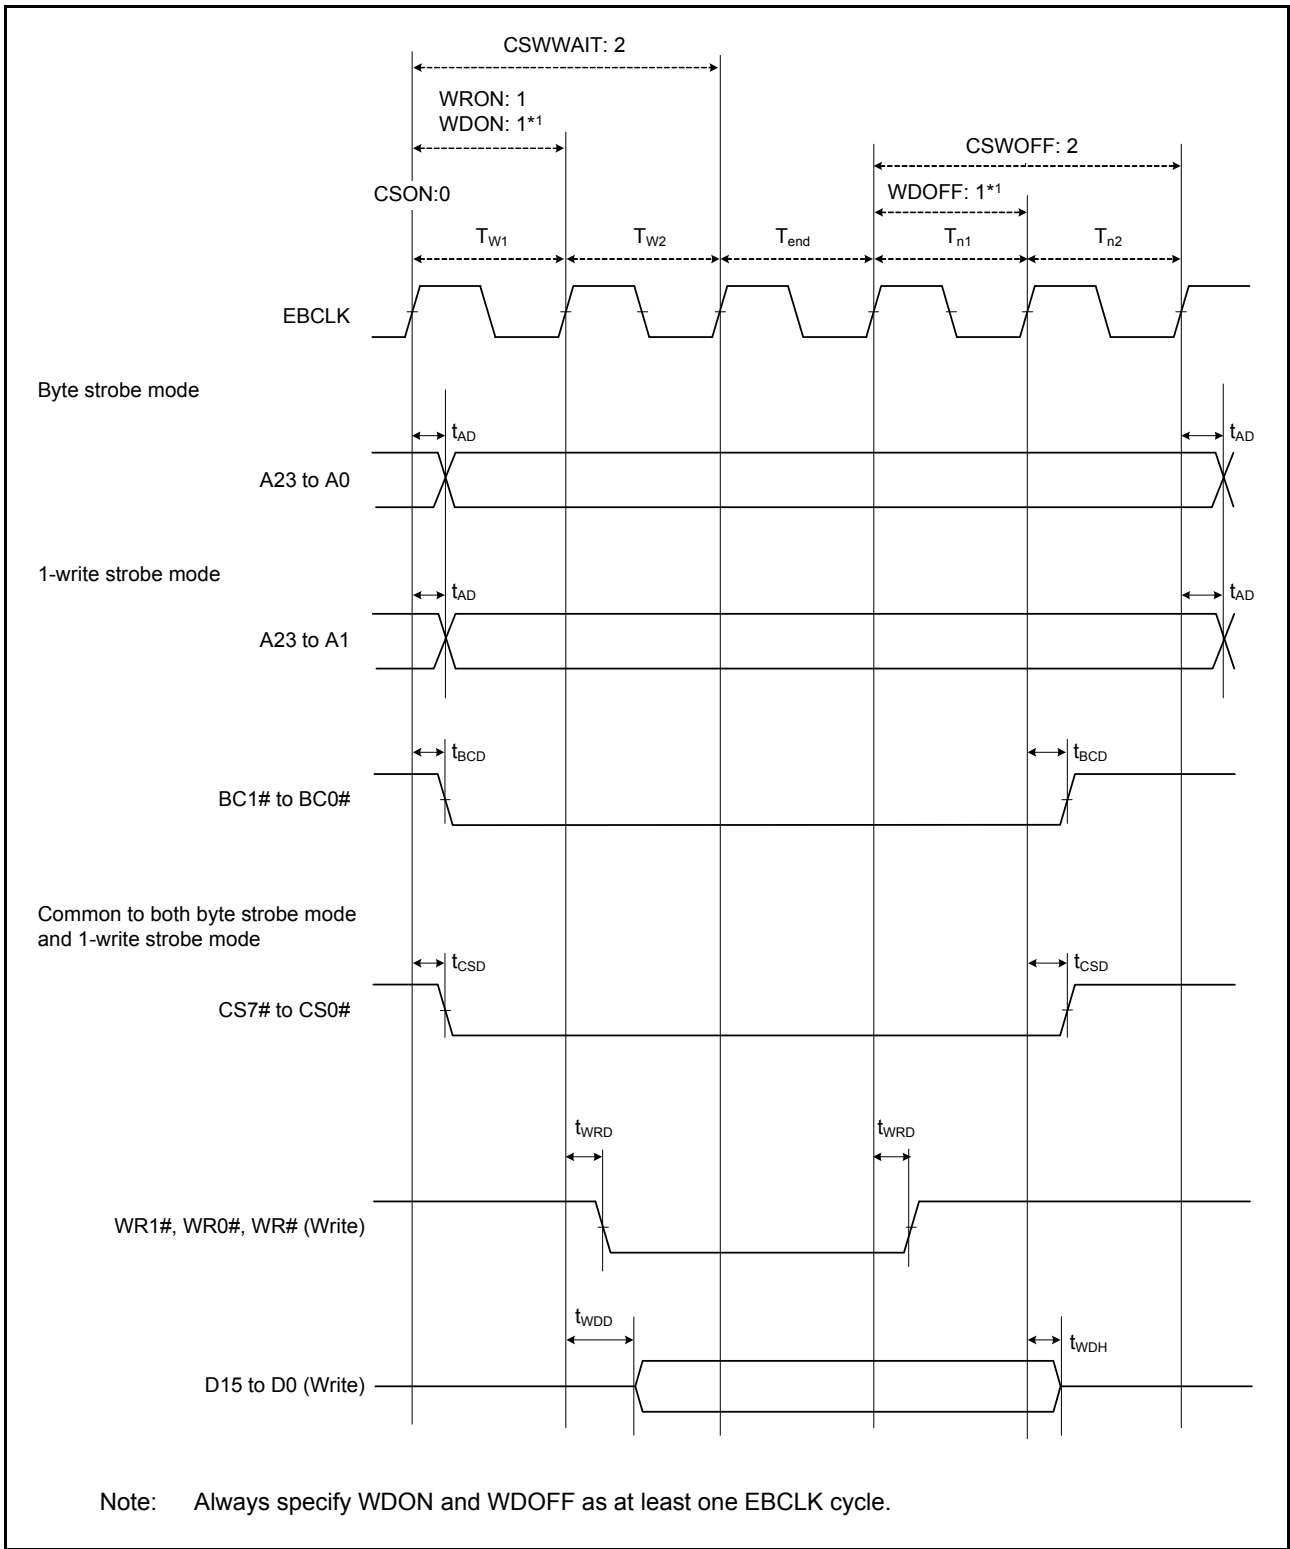 CSWWAIT: 2
WRON: 1
WDON: 1*1
CSWOFF: 2
WDOFF: 1*1
CSON:0
TW1
TW2
Tend
Tn1
Tn2
EBCLK
Byte strobe mode
tAD
tAD
A23 to A0
1-write strobe mode
tAD
tAD
A23 to A1
tBCD
tBCD
BC1# to BC0#
Common to both byte strobe mode
and 1-write strobe mode
tCSD
tCSD
CS7# to CS0#
tWRD
tWRD
WR1#, WR0#, WR# (Write)
tWDD
tWDH
D15 to D0 (Write)
Note: Always specify WDON and WDOFF as at least one EBCLK cycle.